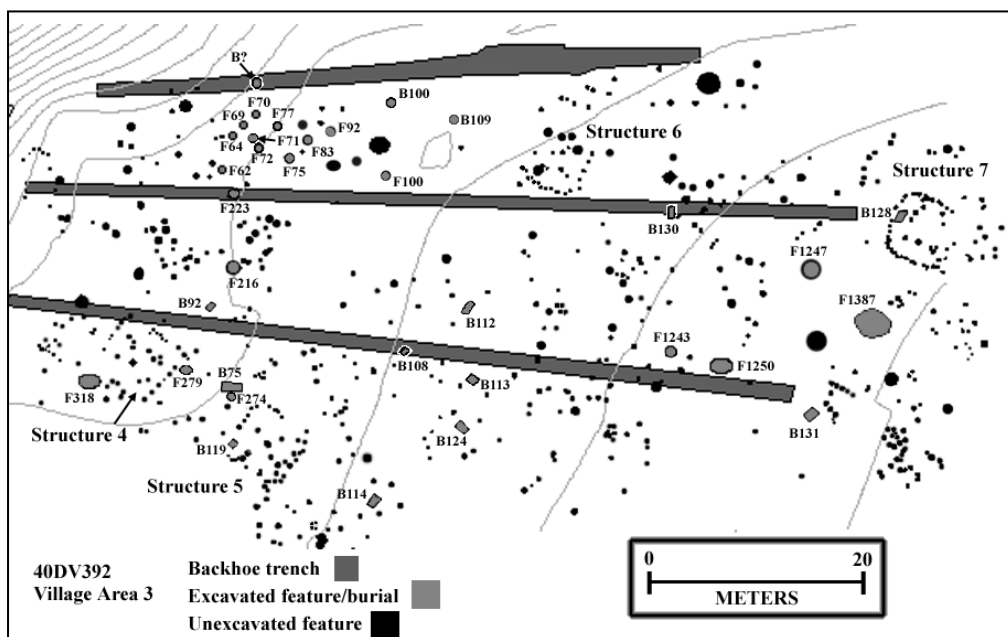 B?
F70
F69
F77
B100
F64
F71
F92
B109
F72
F83
F75
Structure 6
F62
F100
Structure 7
F223
B128
B130
F216
F1247
B92
B112
F1387
F1243
B108
F1250
F279
B75
B113
F318
F274
Structure 4
B131
B119
B124
Structure 5
B114
40DV392
Village Area 3
Backhoe trench
Excavated feature/burial
Unexcavated feature
0 20
METERS